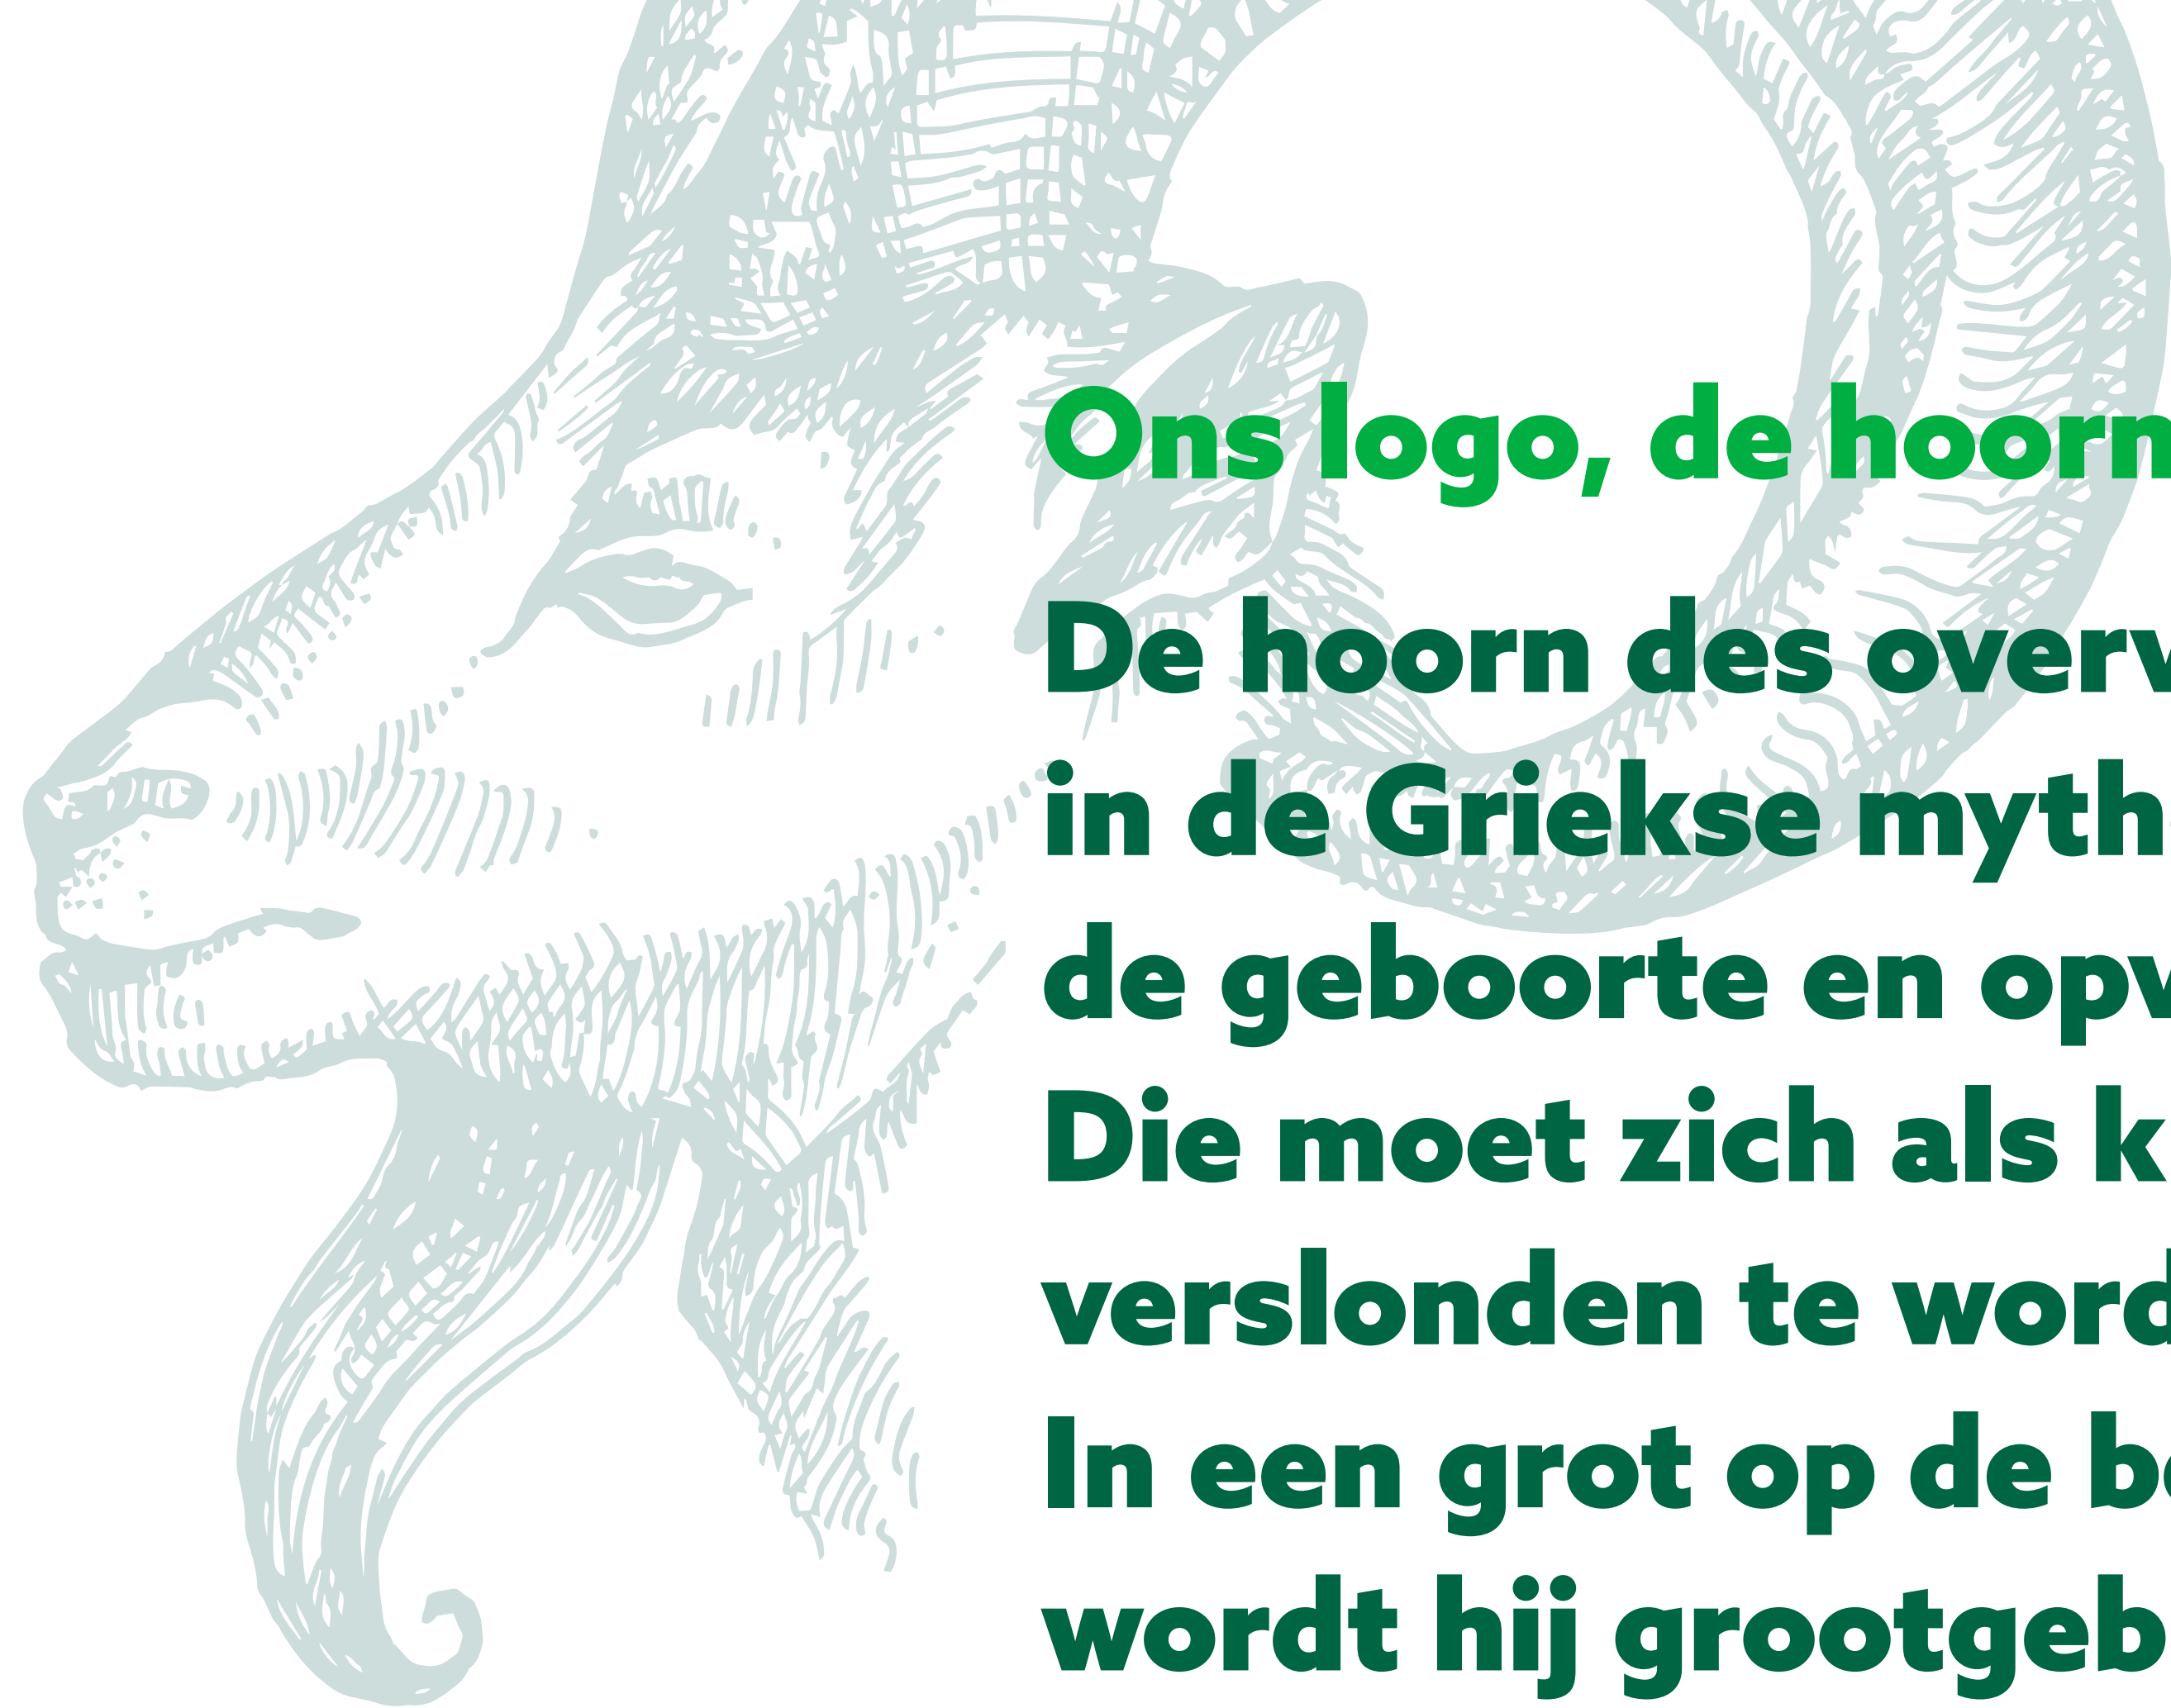 Ons logo, de hoorn
De hoorn des overv
in de Griekse myth
de geboorte en opv
Die moet zich als k
verslonden te word
In een grot op de b
wordt hij grootgeb